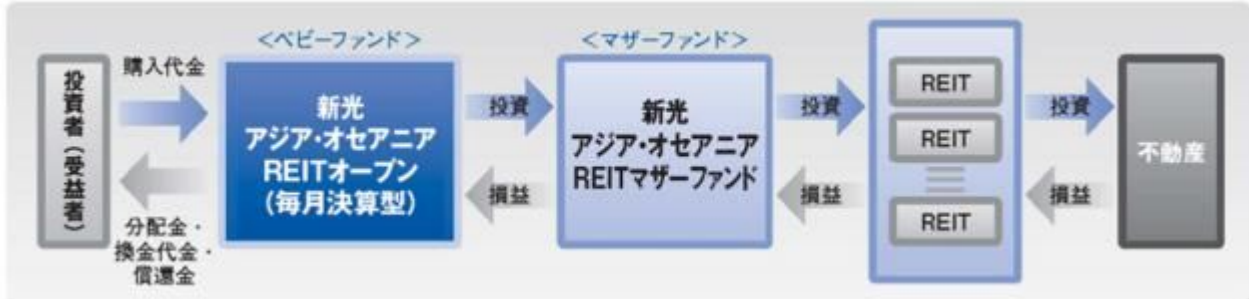 <ベビーファンド>
<マザーファンド>
投資者(受益者)
購入代金
分配金・
換金代金・
償還金
新光
アジア・オセアニア
REITオープン
(毎月決算型)
投資
損益
新光
アジア・オセアニア
REITマザーファンド
投資
損益
REIT
REIT
REIT
投資
損益
不動産